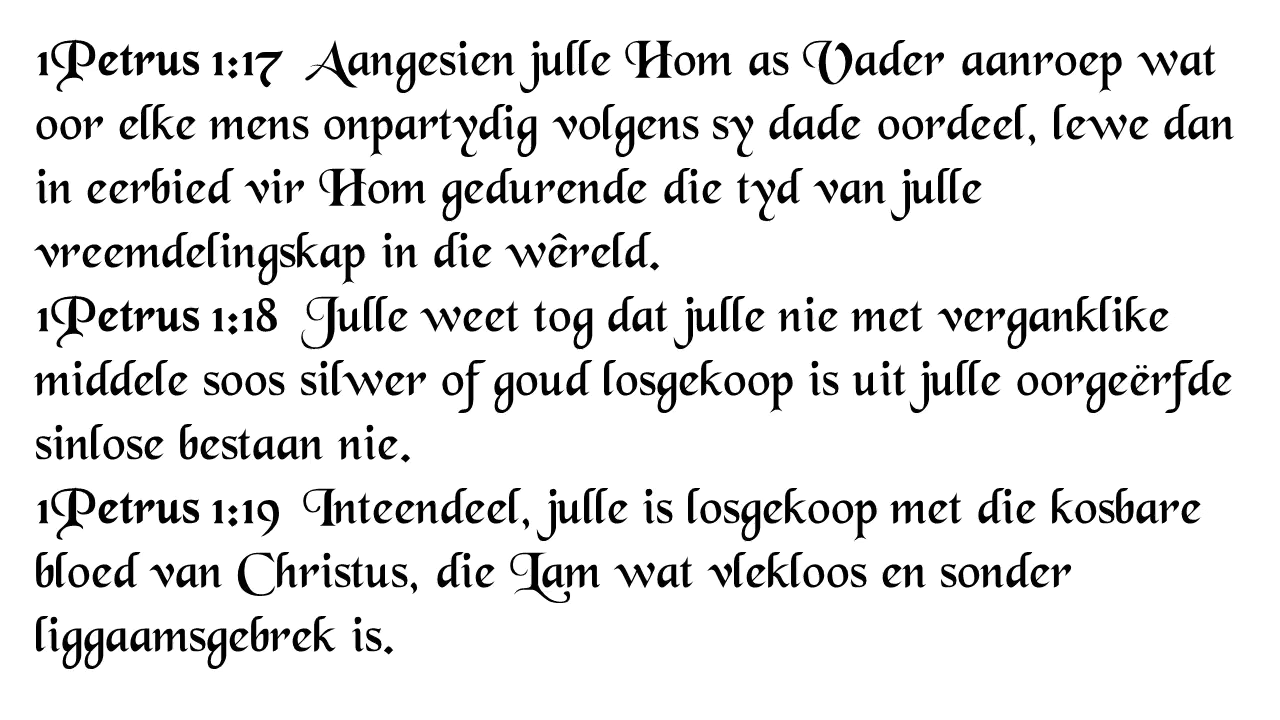 1Petrus 1:17 Aangesien julle Hom as Vader aanroep wat
oor elke mens onpartydig volgens sy dade oordeel, lewe dan
in eerbied vir Hom gedurende die tyd van julle
vreemdelingskap in die wêreld.
1Petrus 1:18 Julle weet tog dat julle nie met verganklike
middele soos silwer of goud losgekoop is uit julle oorgeërfde
sinlose bestaan nie.
1Petrus 1:19 Inteendeel, julle is losgekoop met die kosbare
bloed van Christus, die Lam wat vlekloos en sonder
liggaamsgebrek is.